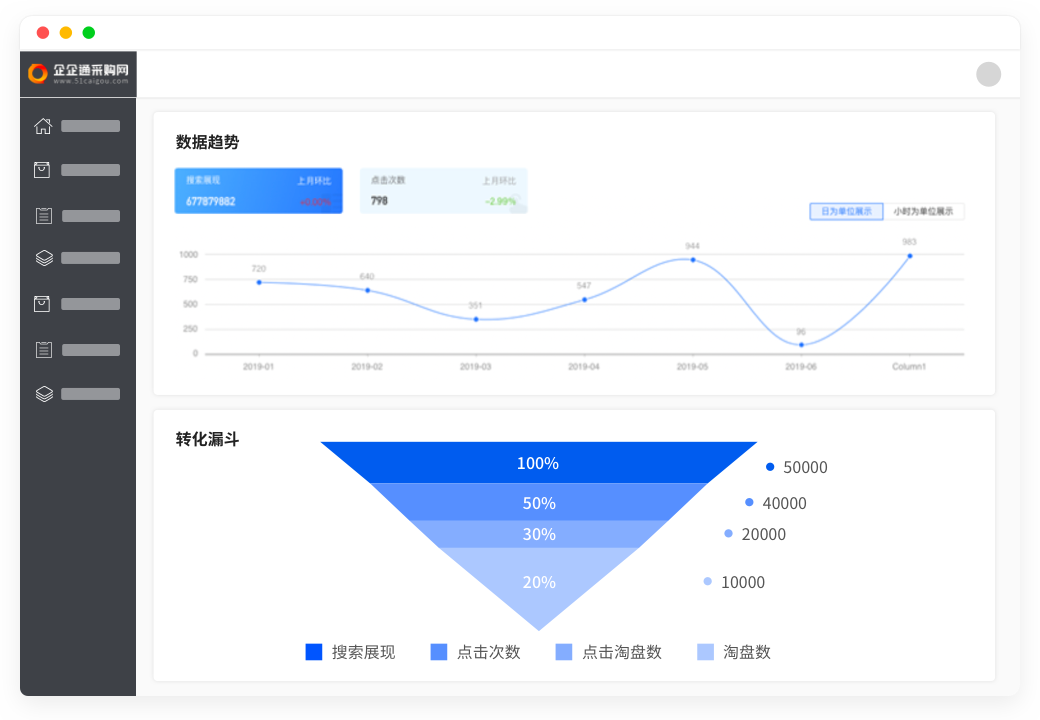 企企通采购网
www.51caigou.com
数据趋势
搜索展现 上月环比
677879882 +0.00%
点击次数 上月环比
798 -2.99%
日为单位展示 小时为单位展示
1000
750
500
250
0
720
640
351
547
944
96
983
2019-01 2019-02 2019-03 2019-04 2019-05 2019-06 Column1
转化漏斗
100%
50%
30%
20%
50000
40000
20000
10000
搜索展现 点击次数 点击淘盘数 淘盘数